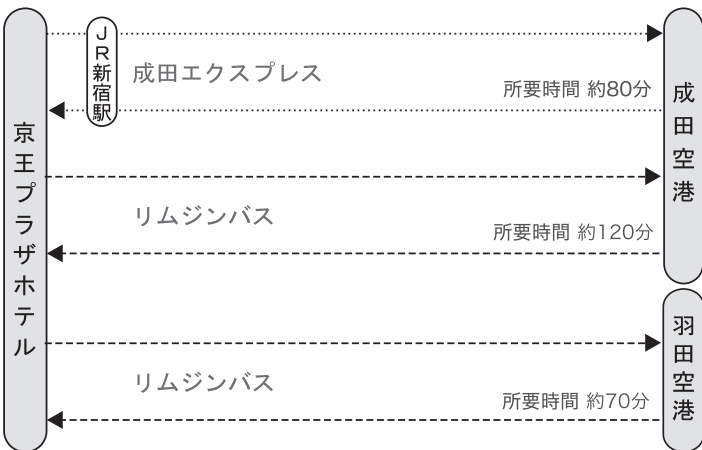 京王プラザホテル
JR新宿駅
成田エクスプレス
所要時間 約80分
リムジンバス
所要時間 約120分
成田空港
リムジンバス
所要時間 約70分
羽田空港